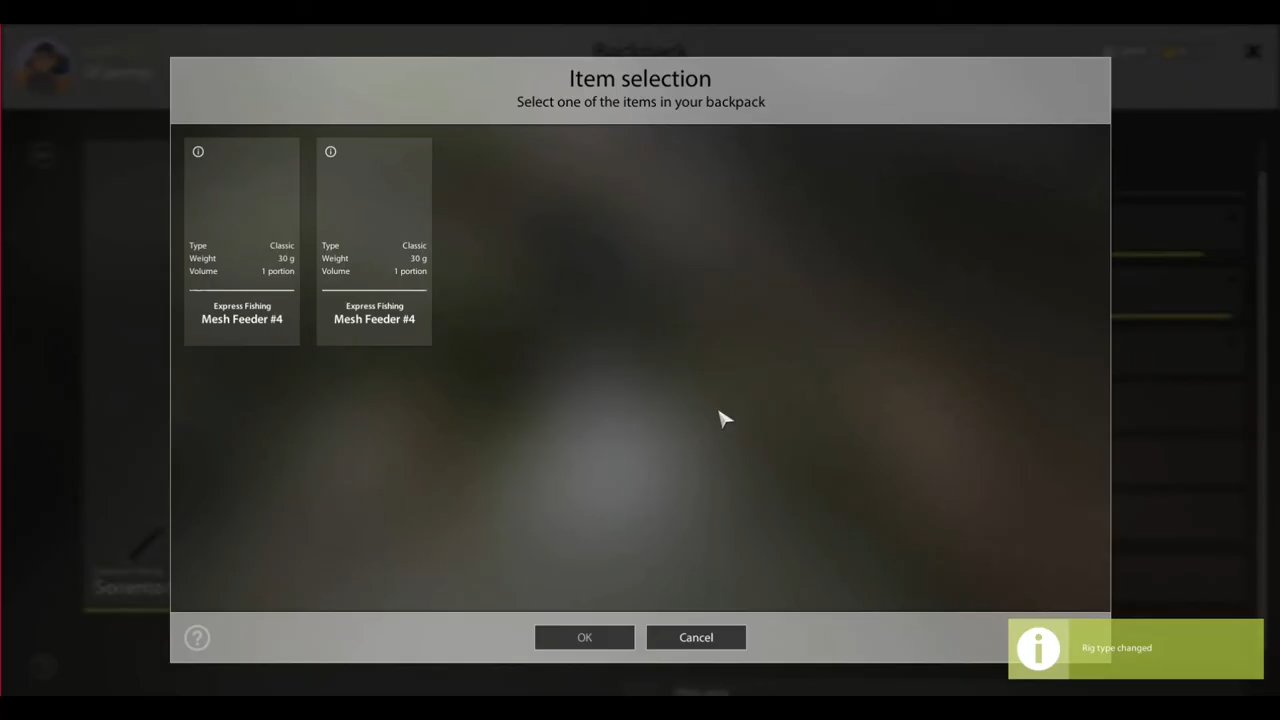 Item selection
Select one of the items in your backpack
Type Classic
Weight 30 g
Volume 1 portion
Express Fishing
Mesh Feeder #4
Type Classic
Weight 30 g
Volume 1 portion
Express Fishing
Mesh Feeder #4
?
OK
Cancel
Rig type changed